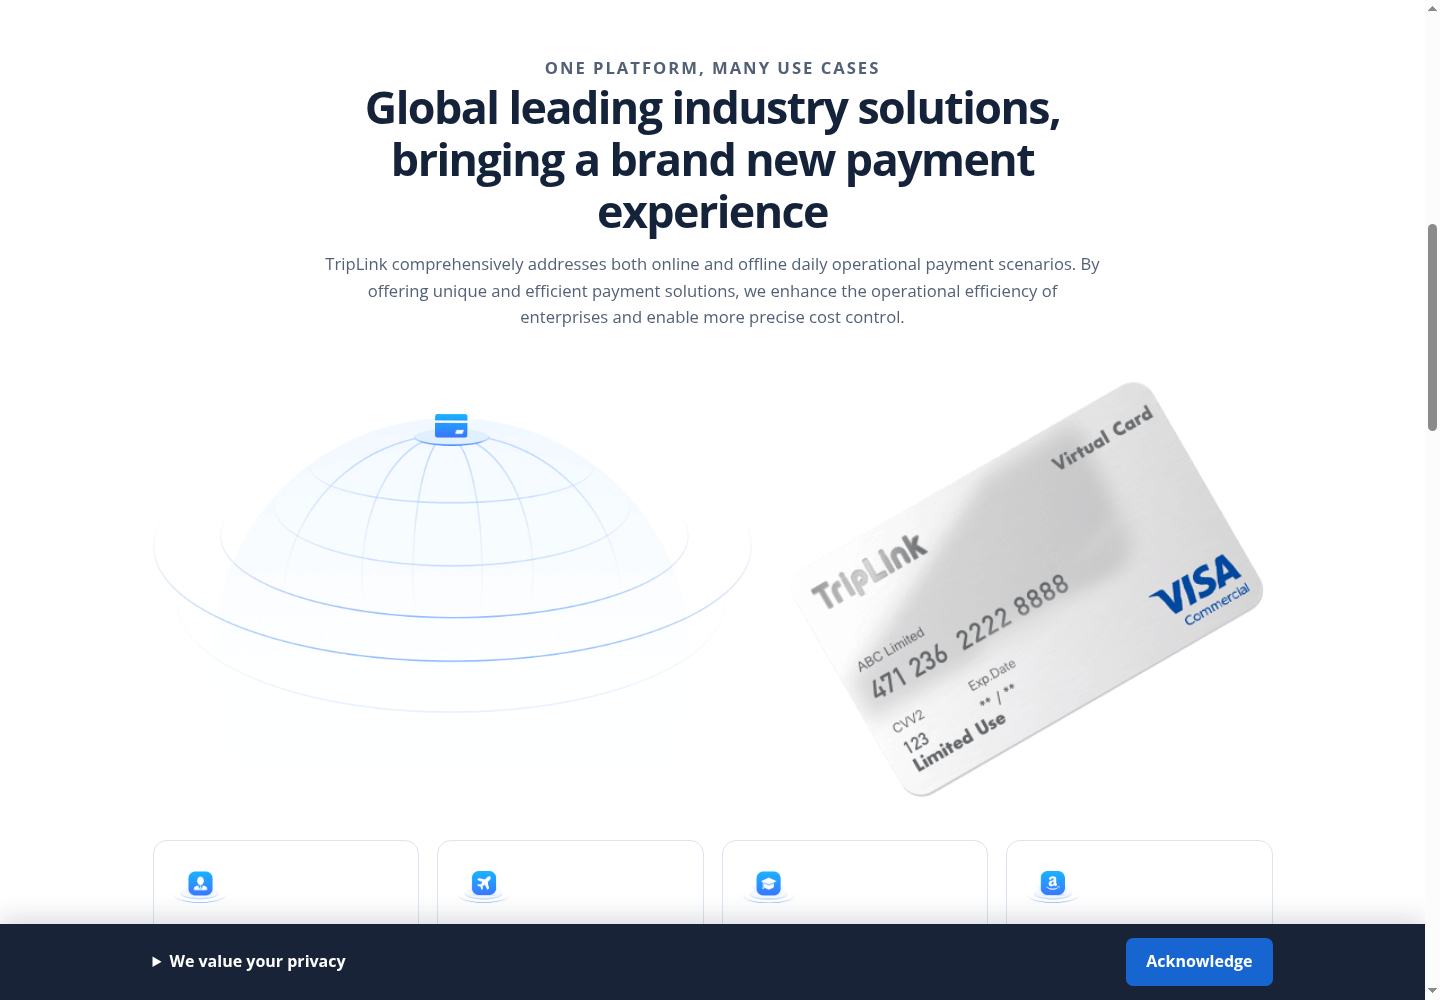 ONE PLATFORM, MANY USE CASES
Global leading industry solutions,
bringing a brand new payment
experience
TripLink comprehensively addresses both online and offline daily operational payment scenarios. By
offering unique and efficient payment solutions, we enhance the operational efficiency of
enterprises and enable more precise cost control.
Virtual Card
TripLink
VISA
Commercial
ABC Limited
471 236 2222 8888
Exp.Date
** / **
CVV2
123
Limited Use
We value your privacy
Acknowledge